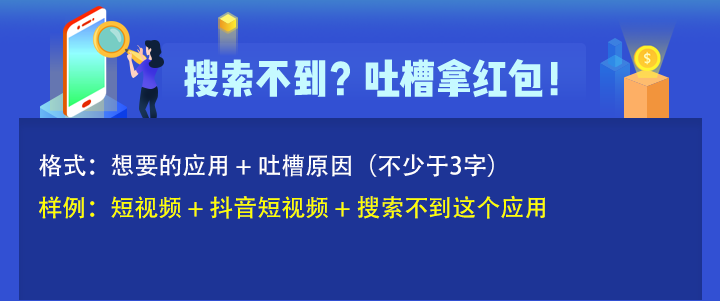 搜索不到？吐槽拿红包！
格式：想要的应用＋吐槽原因（不少于3字）
样例：短视频＋抖音短视频＋搜索不到这个应用